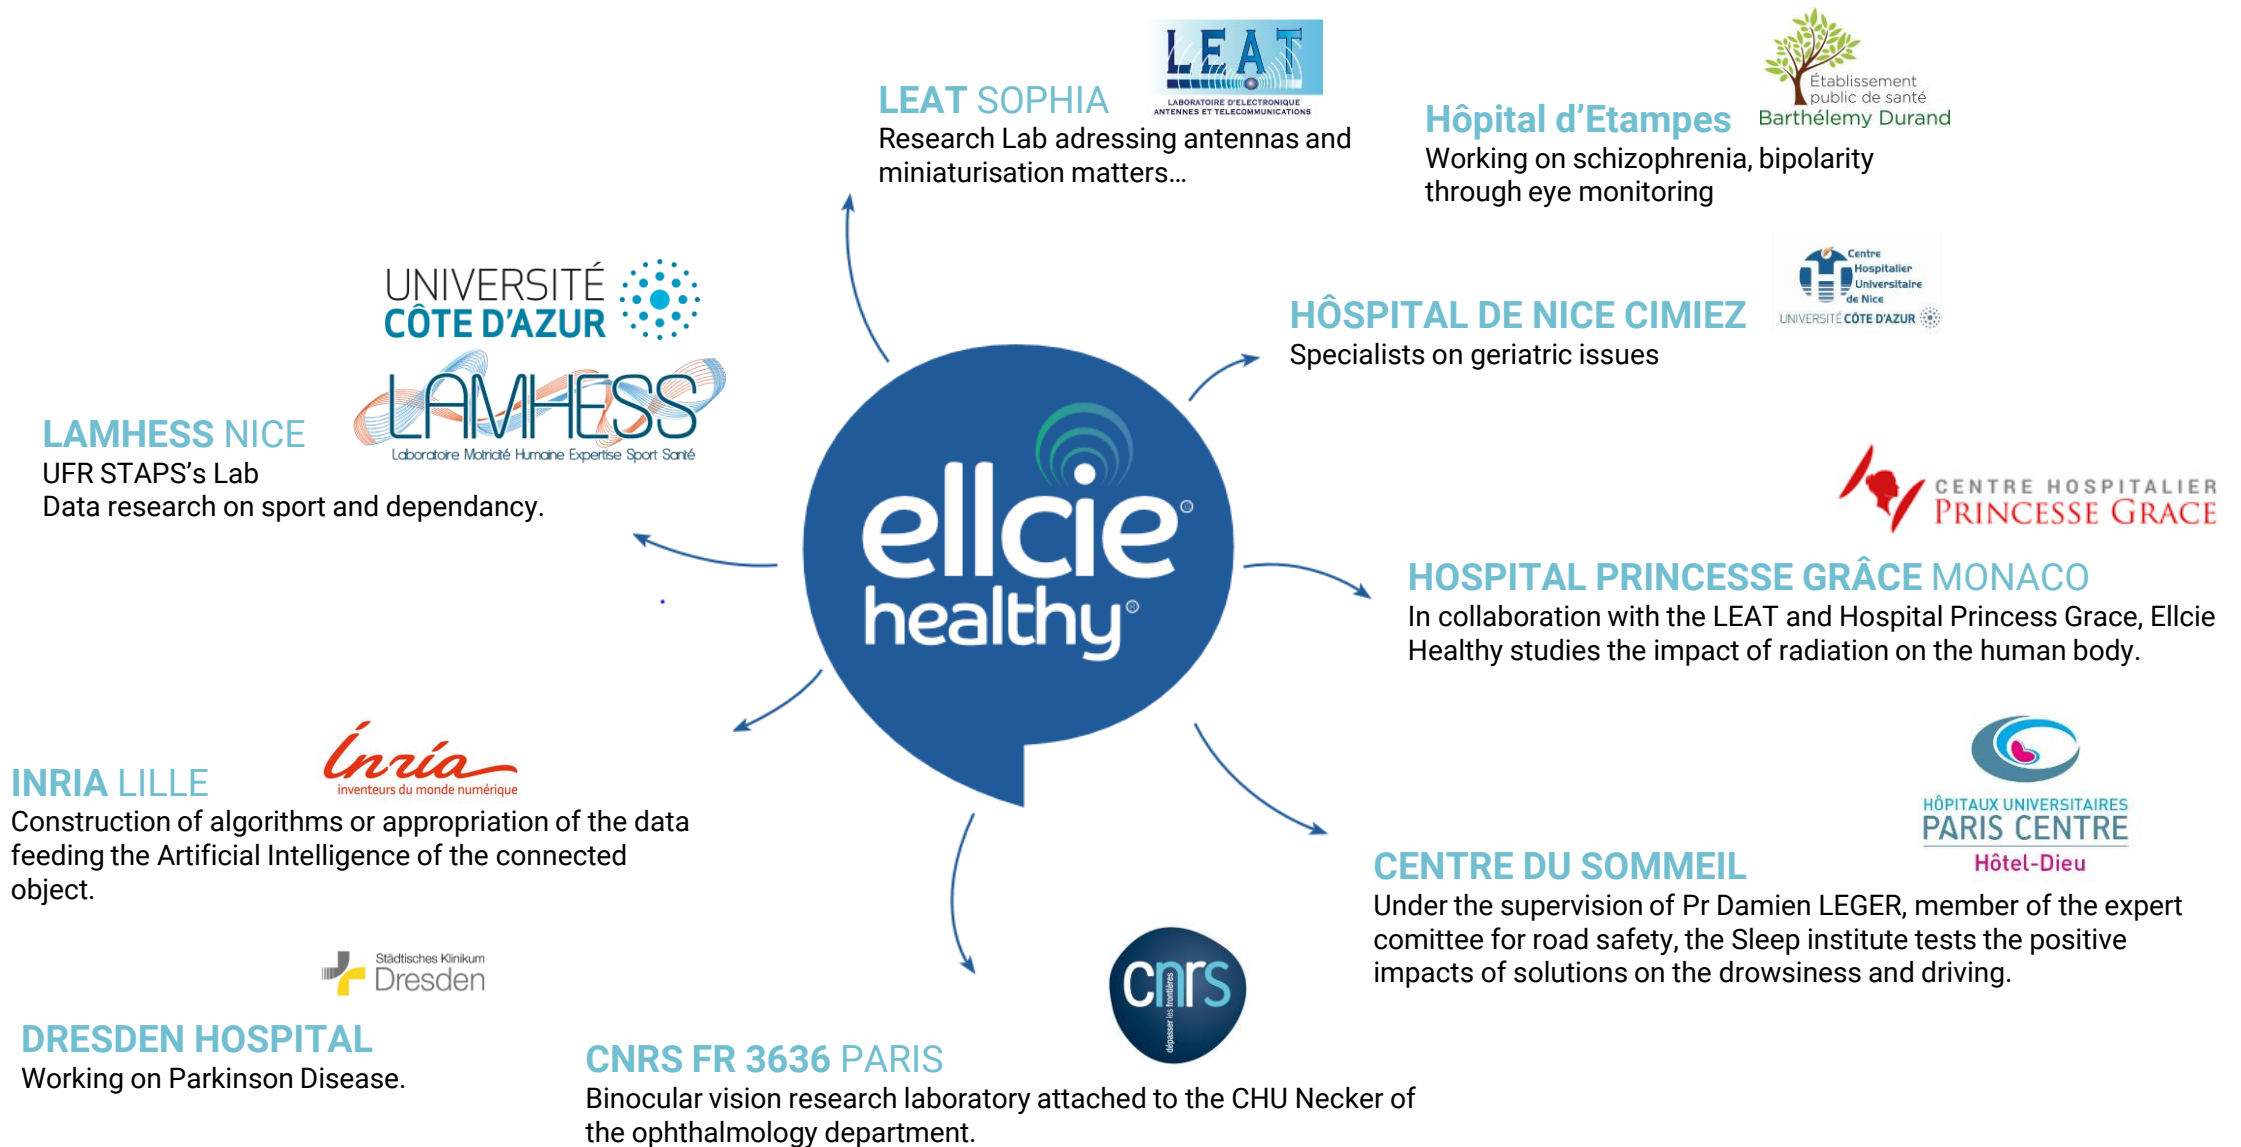 LEAT
LABORATOIRE D'ELECTRONIQUE
ANTENNES ET TELECOMMUNICATIONS
LEAT SOPHIA
Research Lab adressing antennas and
miniaturisation matters…
Établissement
public de santé
Barthélemy Durand
Hôpital d'Etampes
Working on schizophrenia, bipolarity
through eye monitoring
Centre
Hospitalier
Universitaire
de Nice
UNIVERSITÉ CÔTE D'AZUR
HÔSPITAL DE NICE CIMIEZ
Specialists on geriatric issues
UNIVERSITÉ
CÔTE D'AZUR
LAMHESS
Laboratoire Motricité Humaine Expertise Sport Santé
LAMHESS NICE
UFR STAPS's Lab
Data research on sport and dependancy.
ellcie
healthy
CENTRE HOSPITALIER
PRINCESSE GRACE
HOSPITAL PRINCESSE GRÂCE MONACO
In collaboration with the LEAT and Hospital Princess Grace, Ellcie
Healthy studies the impact of radiation on the human body.
Inria
inventeurs du monde numérique
INRIA LILLE
Construction of algorithms or appropriation of the data
feeding the Artificial Intelligence of the connected
object.
HÔPITAUX UNIVERSITAIRES
PARIS CENTRE
Hôtel-Dieu
CENTRE DU SOMMEIL
Under the supervision of Pr Damien LEGER, member of the expert
comittee for road safety, the Sleep institute tests the positive
impacts of solutions on the drowsiness and driving.
Städtisches Klinikum
Dresden
DRESDEN HOSPITAL
Working on Parkinson Disease.
cnrs
dépasser les frontières
CNRS FR 3636 PARIS
Binocular vision research laboratory attached to the CHU Necker of
the ophthalmology department.